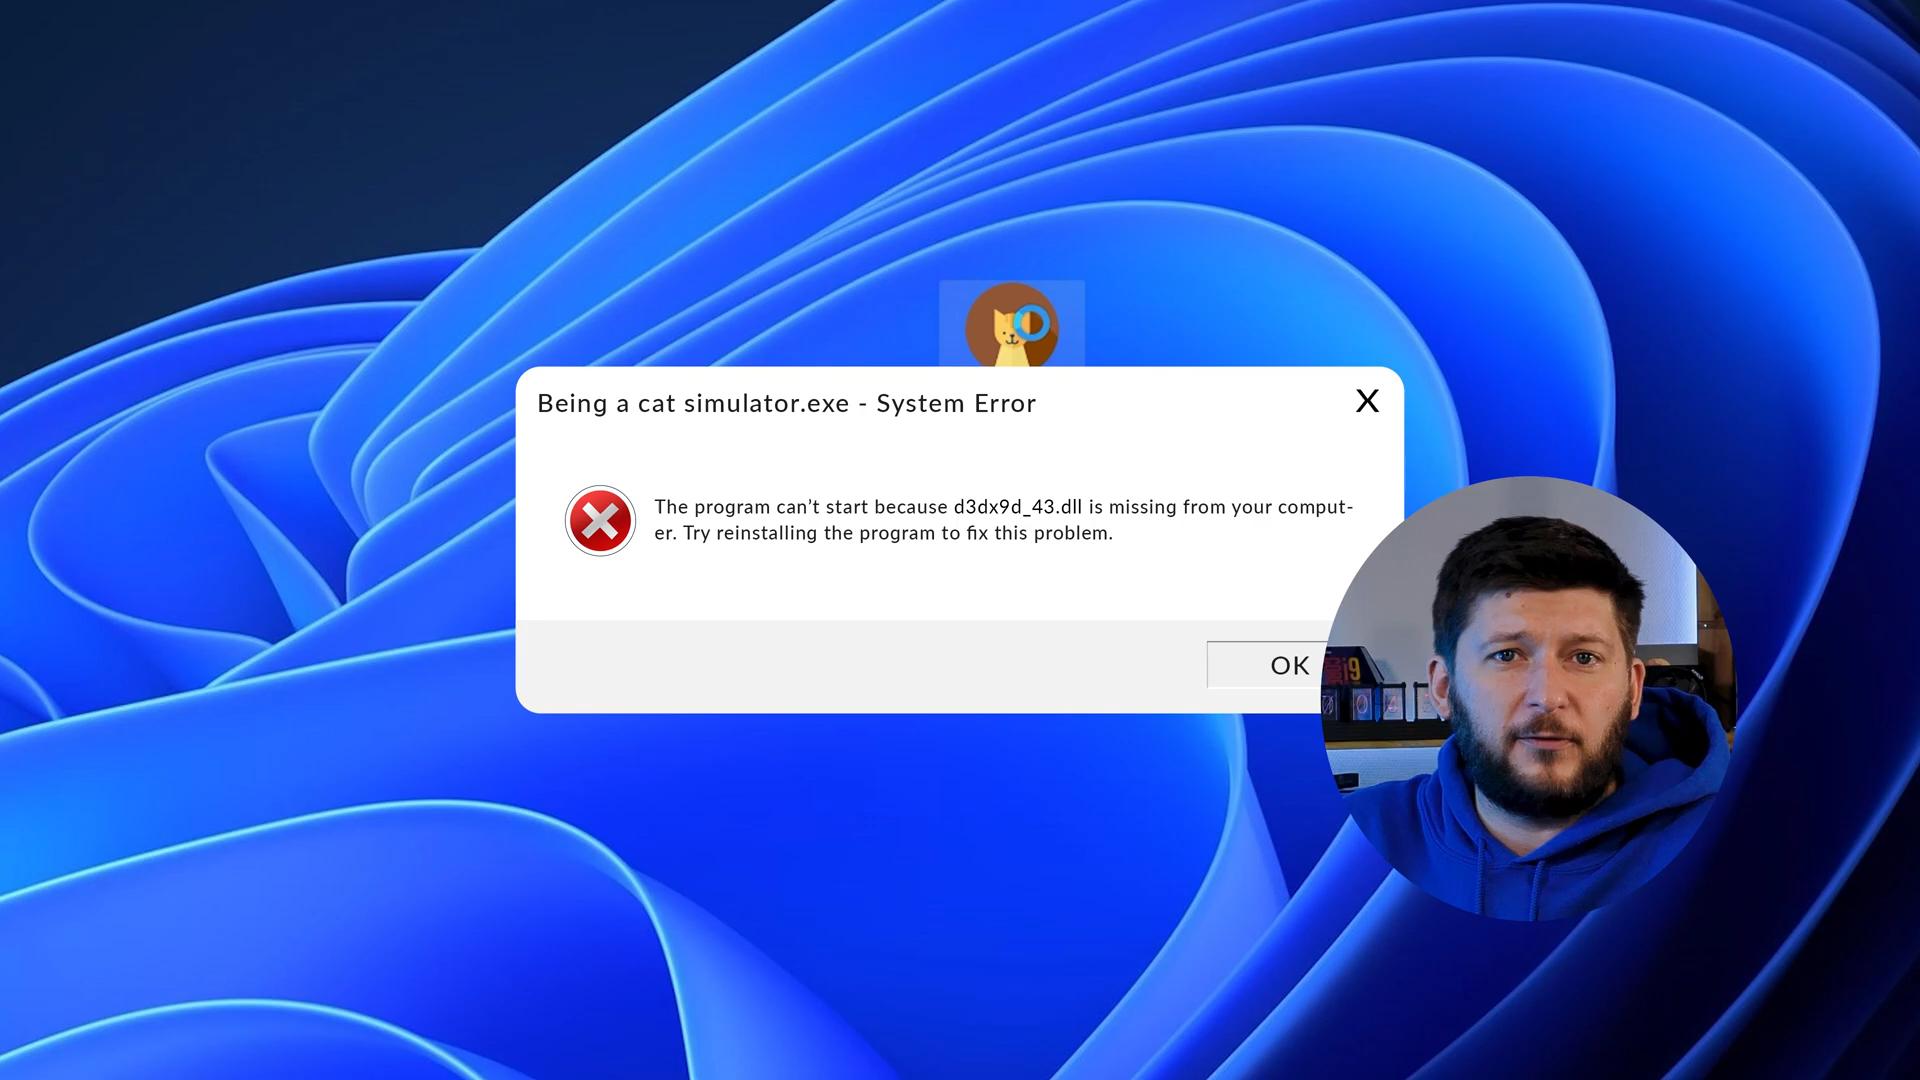 Being a cat simulator.exe - System Error
X
The program can’t start because d3dx9d_43.dll is missing from your comput-
er. Try reinstalling the program to fix this problem.
OK
i9